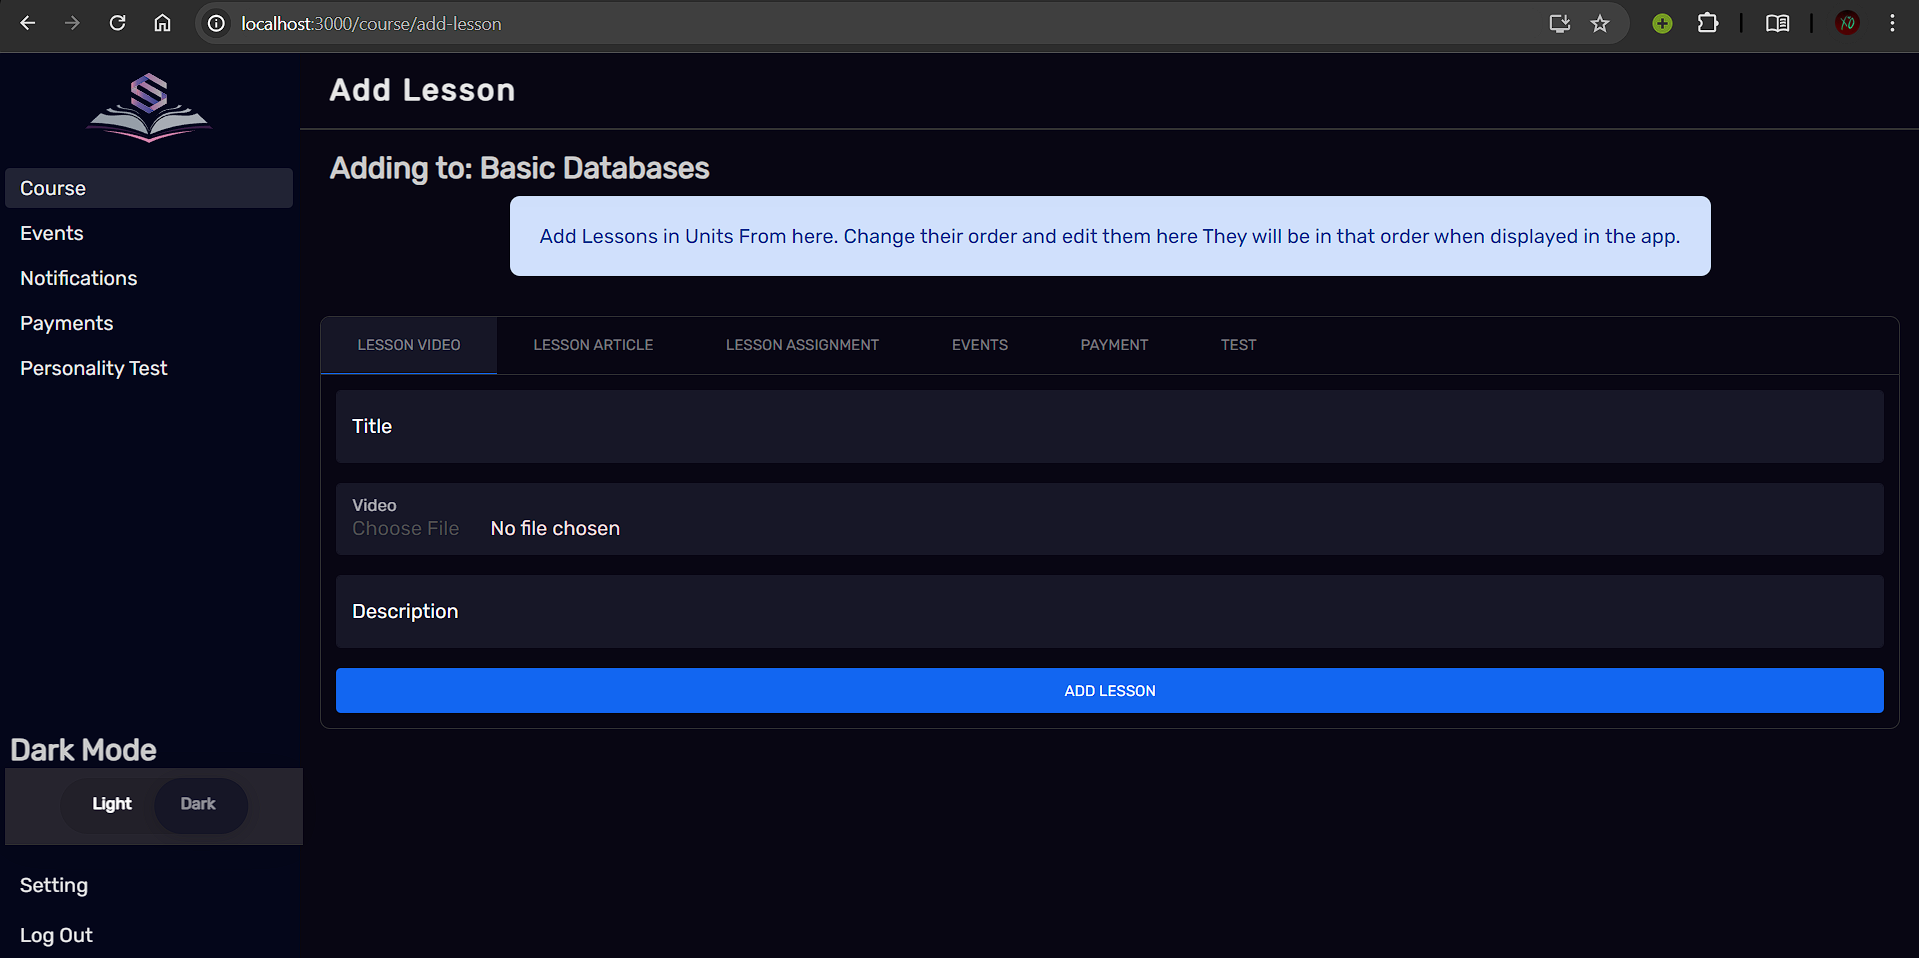 localhost:3000/course/add-lesson
Add Lesson
Course
Events
Notifications
Payments
Personality Test
Adding to: Basic Databases
Add Lessons in Units From here. Change their order and edit them here They will be in that order when displayed in the app.
LESSON VIDEO LESSON ARTICLE LESSON ASSIGNMENT EVENTS PAYMENT TEST
Title
Video
Choose File No file chosen
Description
ADD LESSON
Dark Mode
Light Dark
Setting
Log Out